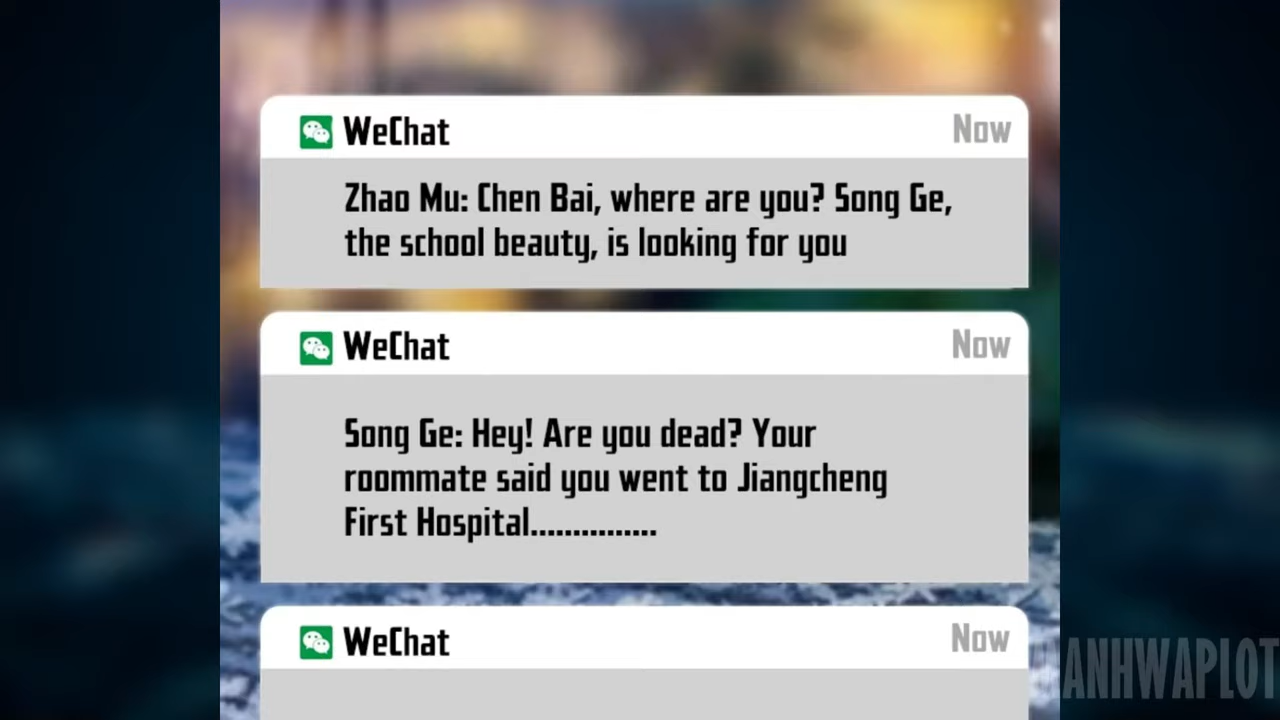 WeChat Now
Zhao Mu: Chen Bai, where are you? Song Ge,
the school beauty, is looking for you
WeChat Now
Song Ge: Hey! Are you dead? Your
roommate said you went to Jiangcheng
First Hospital...............
WeChat Now
MANHWAPLOT